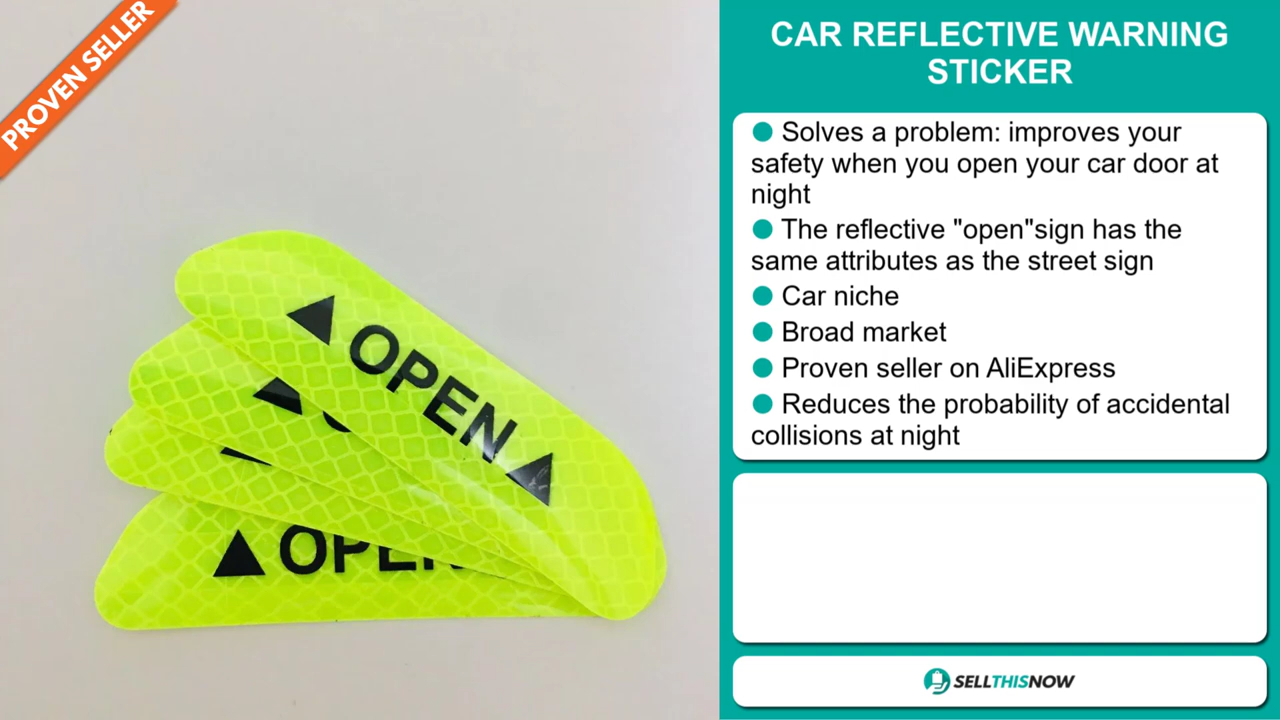 PROVEN SELLER
CAR REFLECTIVE WARNING
STICKER
● Solves a problem: improves your
safety when you open your car door at
night
● The reflective "open"sign has the
same attributes as the street sign
● Car niche
● Broad market
● Proven seller on AliExpress
● Reduces the probability of accidental
collisions at night
▲ OPEN ▲
▲ OPEN
SELLTHISNOW